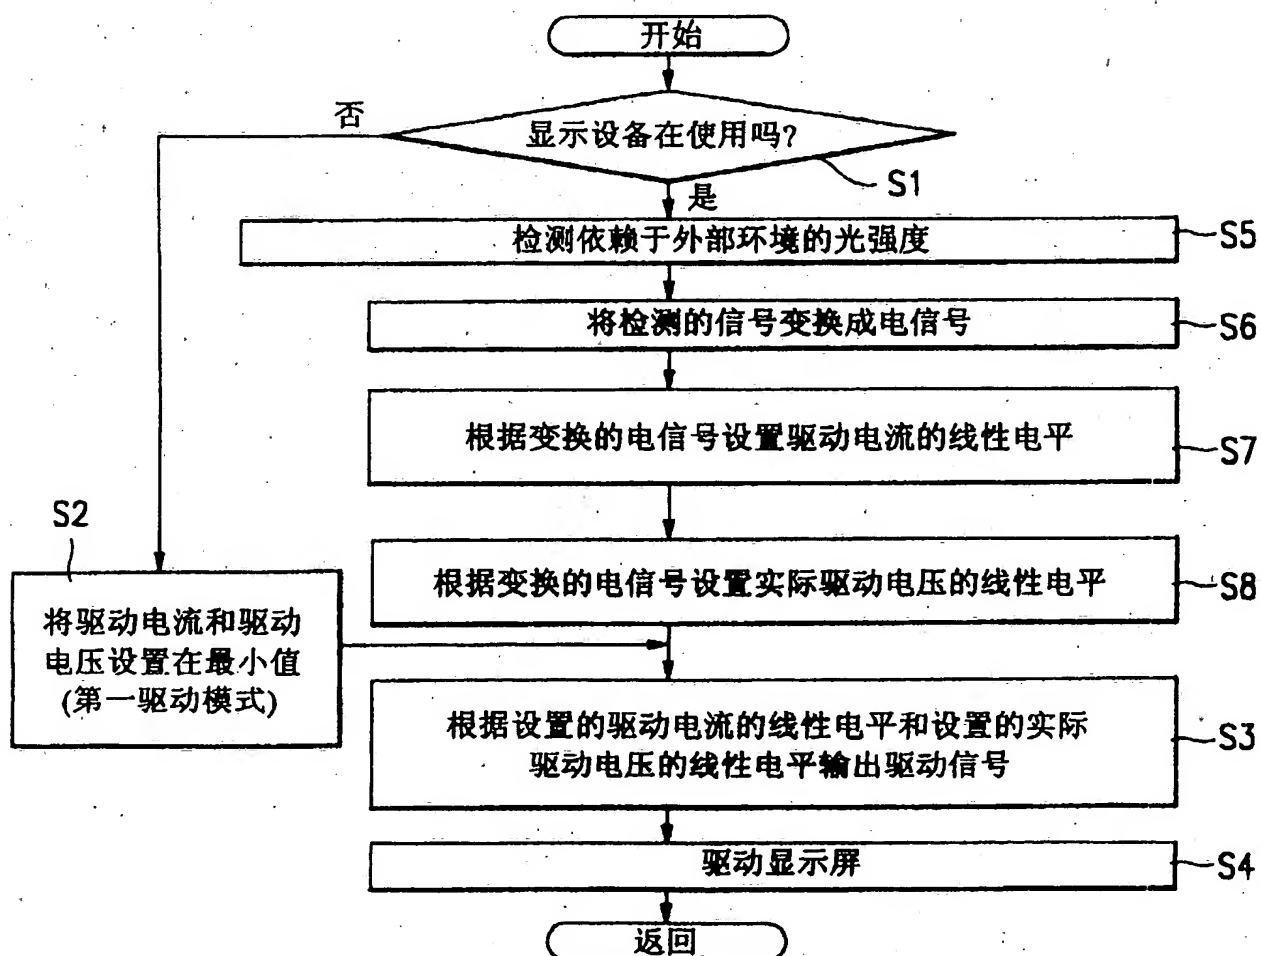 开始
否
显示设备在使用吗?
S1
是
检测依赖于外部环境的光强度
S5
将检测的信号变换成电信号
S6
根据变换的电信号设置驱动电流的线性电平
S7
S2
根据变换的电信号设置实际驱动电压的线性电平
S8
将驱动电流和驱动
电压设置在最小值
(第一驱动模式)
根据设置的驱动电流的线性电平和设置的实际
驱动电压的线性电平输出驱动信号
S3
驱动显示屏
S4
返回